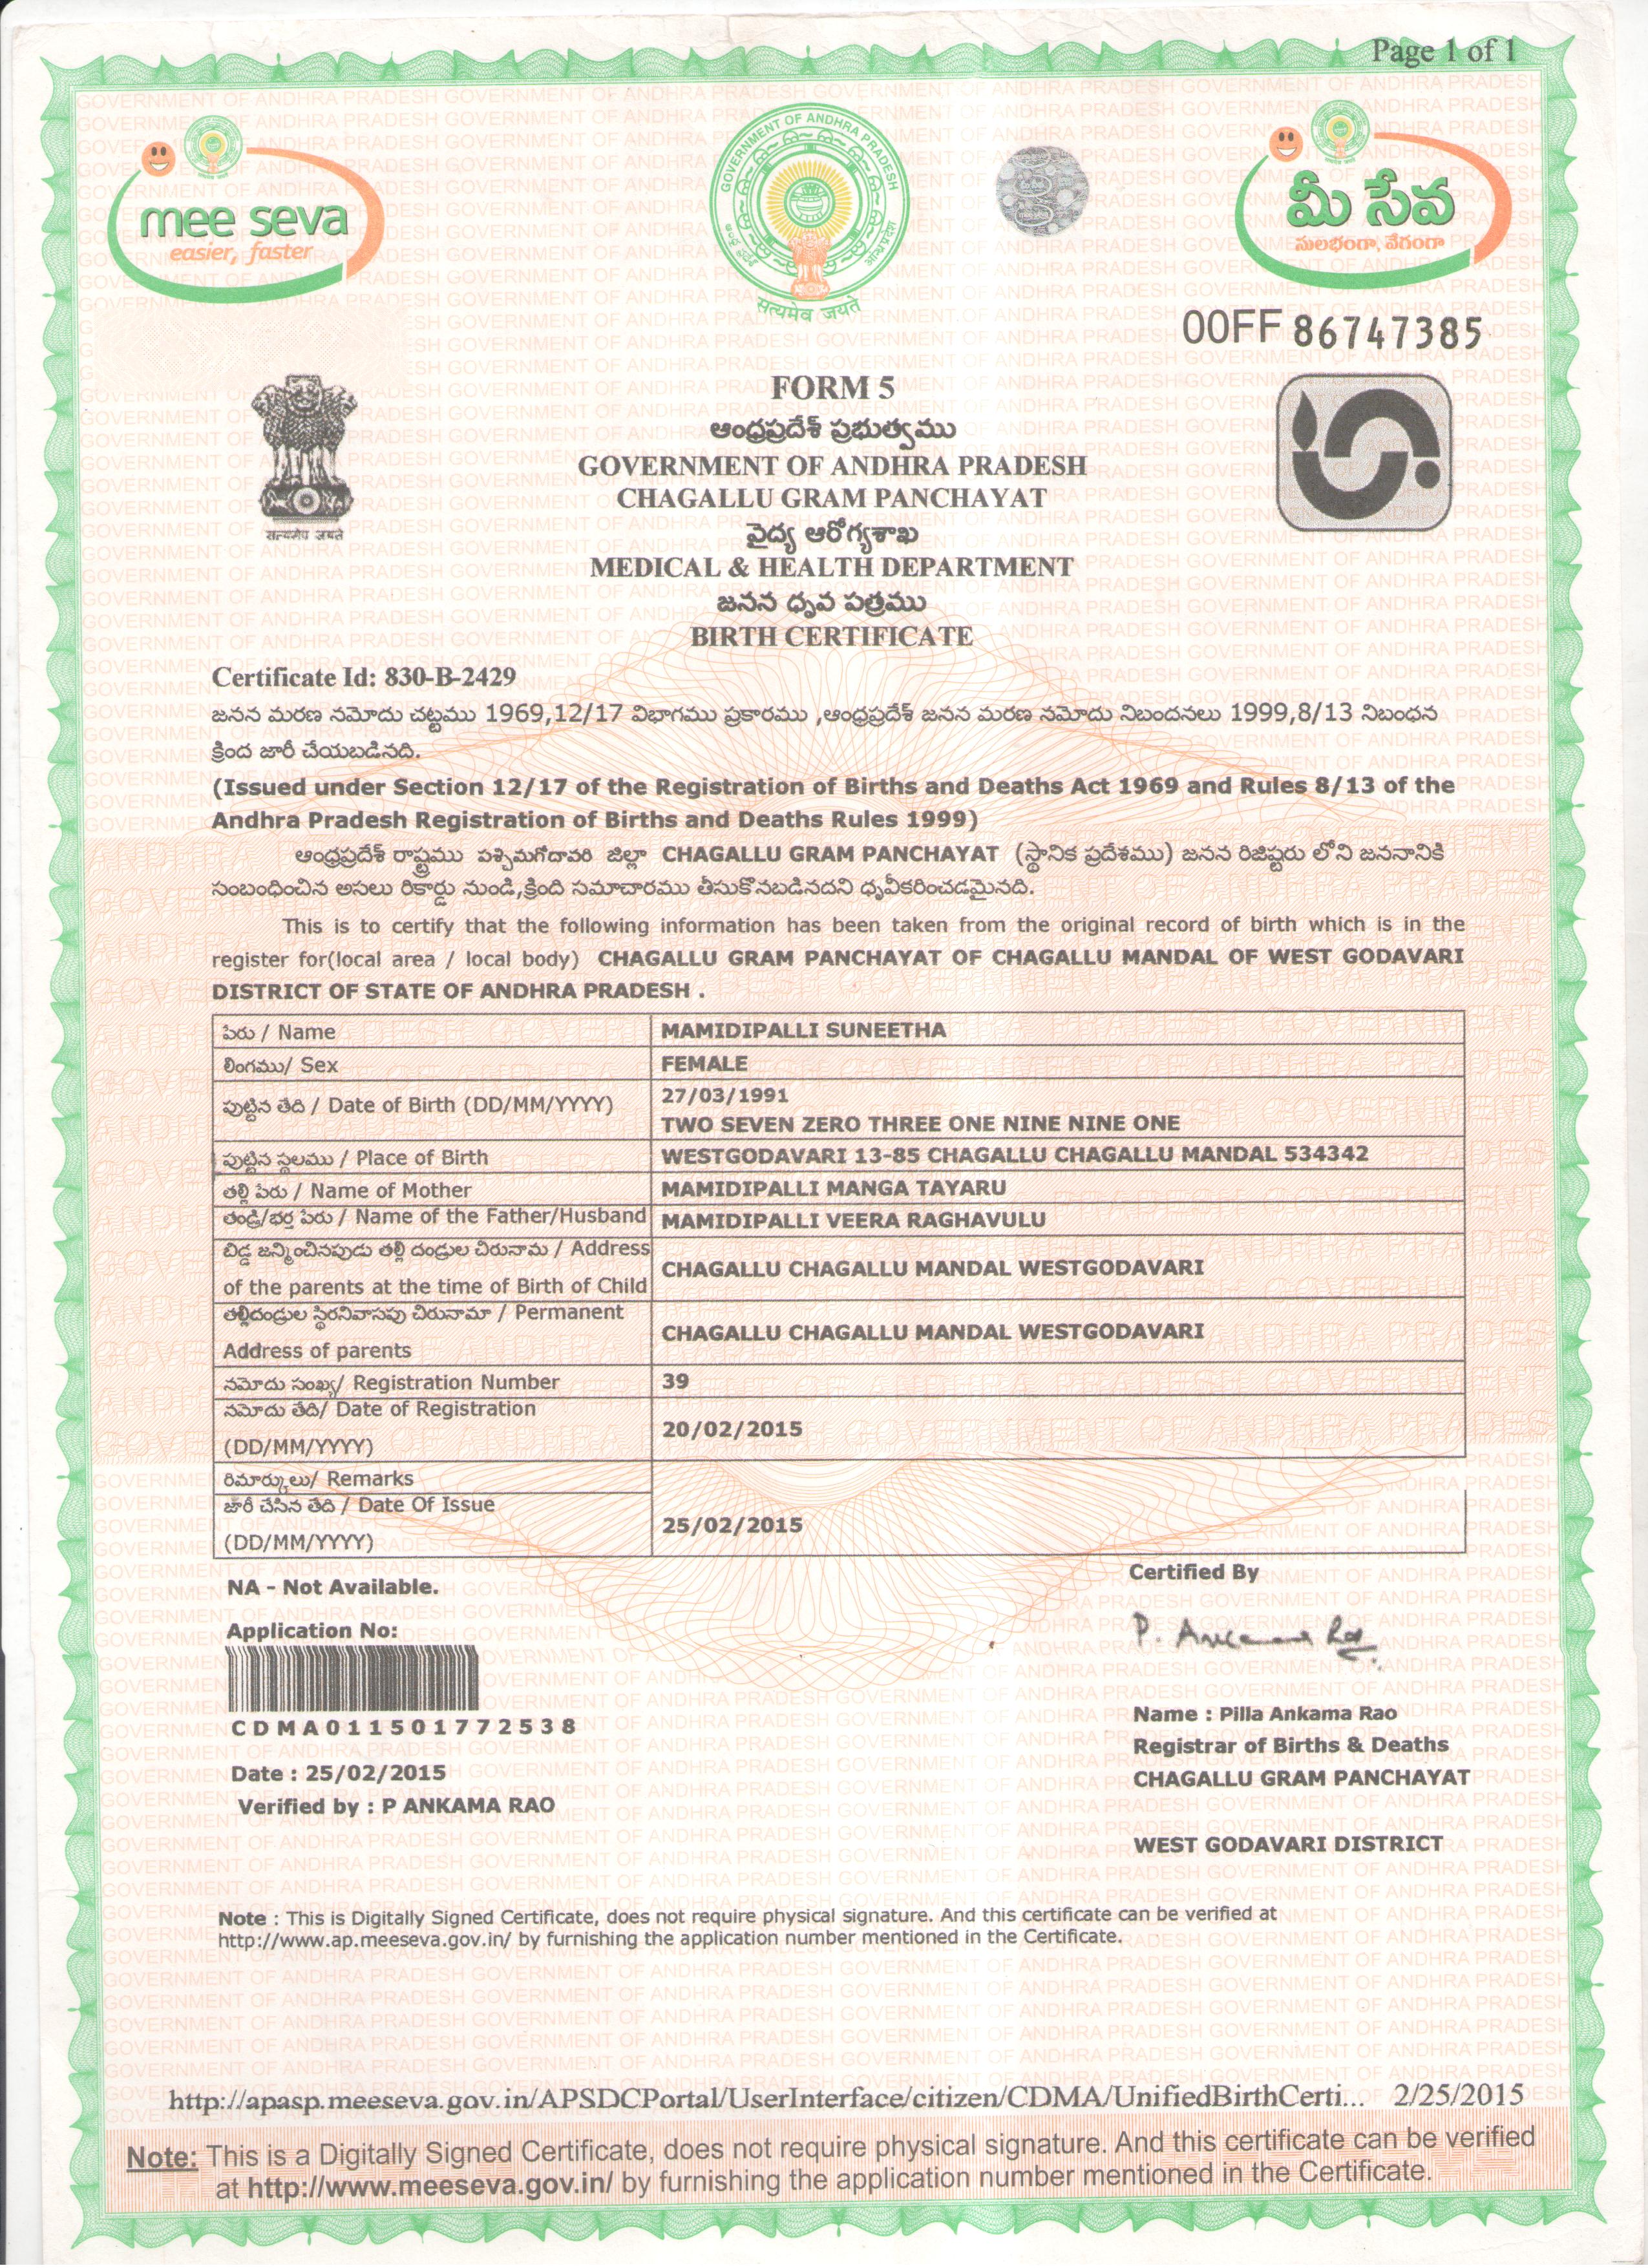 Page 1 of 1
mee seva
easier, faster
GOVERNMENT OF ANDHRA PRADESH
सत्यमेव जयते
మీ సేవ
సులభంగా, వేగంగా
00FF 86747385
FORM 5
ఆంధ్రప్రదేశ్ ప్రభుత్వము
GOVERNMENT OF ANDHRA PRADESH
CHAGALLU GRAM PANCHAYAT
सत्यमेव जयते
వైద్య ఆరోగ్యశాఖ
MEDICAL & HEALTH DEPARTMENT
జనన ధృవ పత్రము
BIRTH CERTIFICATE
Certificate Id: 830-B-2429
జనన మరణ నమోదు చట్టము 1969,12/17 విభాగము ప్రకారము ,ఆంధ్రప్రదేశ్ జనన మరణ నమోదు నిబందనలు 1999,8/13 నిబంధన
క్రింద జారీ చేయబడినది.
(Issued under Section 12/17 of the Registration of Births and Deaths Act 1969 and Rules 8/13 of the
Andhra Pradesh Registration of Births and Deaths Rules 1999)
ఆంధ్రప్రదేశ్ రాష్ట్రము పశ్చిమగోదావరి జిల్లా CHAGALLU GRAM PANCHAYAT (స్థానిక ప్రదేశము) జనన రిజిష్టరు లోని జననానికి
సంబంధించిన అసలు రికార్డు నుండి,క్రింది సమాచారము తీసుకొనబడినదని ధృవీకరించడమైనది.
This is to certify that the following information has been taken from the original record of birth which is in the
register for(local area / local body) CHAGALLU GRAM PANCHAYAT OF CHAGALLU MANDAL OF WEST GODAVARI
DISTRICT OF STATE OF ANDHRA PRADESH .
పేరు / Name MAMIDIPALLI SUNEETHA
లింగము/ Sex FEMALE
పుట్టిన తేది / Date of Birth (DD/MM/YYYY) 27/03/1991
TWO SEVEN ZERO THREE ONE NINE NINE ONE
పుట్టిన స్థలము / Place of Birth WESTGODAVARI 13-85 CHAGALLU CHAGALLU MANDAL 534342
తల్లి పేరు / Name of Mother MAMIDIPALLI MANGA TAYARU
తండ్రి/భర్త పేరు / Name of the Father/Husband MAMIDIPALLI VEERA RAGHAVULU
బిడ్డ జన్మించినపుడు తల్లి దండ్రుల చిరునామ / Address
of the parents at the time of Birth of Child CHAGALLU CHAGALLU MANDAL WESTGODAVARI
తల్లిదండ్రుల స్థిరనివాసపు చిరునామా / Permanent
Address of parents CHAGALLU CHAGALLU MANDAL WESTGODAVARI
నమోదు సంఖ్య/ Registration Number 39
నమోదు తేది/ Date of Registration
(DD/MM/YYYY) 20/02/2015
రిమార్కులు/ Remarks
జారీ చేసిన తేది / Date Of Issue
(DD/MM/YYYY) 25/02/2015
NA - Not Available.
Certified By
Application No:
P. Ankama Rao
CDMA011501772538
Name : Pilla Ankama Rao
Registrar of Births & Deaths
Date : 25/02/2015
CHAGALLU GRAM PANCHAYAT
Verified by : P ANKAMA RAO
WEST GODAVARI DISTRICT
Note : This is Digitally Signed Certificate, does not require physical signature. And this certificate can be verified at
http://www.ap.meeseva.gov.in/ by furnishing the application number mentioned in the Certificate.
http://apasp.meeseva.gov.in/APSDCPortal/UserInterface/citizen/CDMA/UnifiedBirthCerti... 2/25/2015
Note: This is a Digitally Signed Certificate, does not require physical signature. And this certificate can be verified
at http://www.meeseva.gov.in/ by furnishing the application number mentioned in the Certificate.